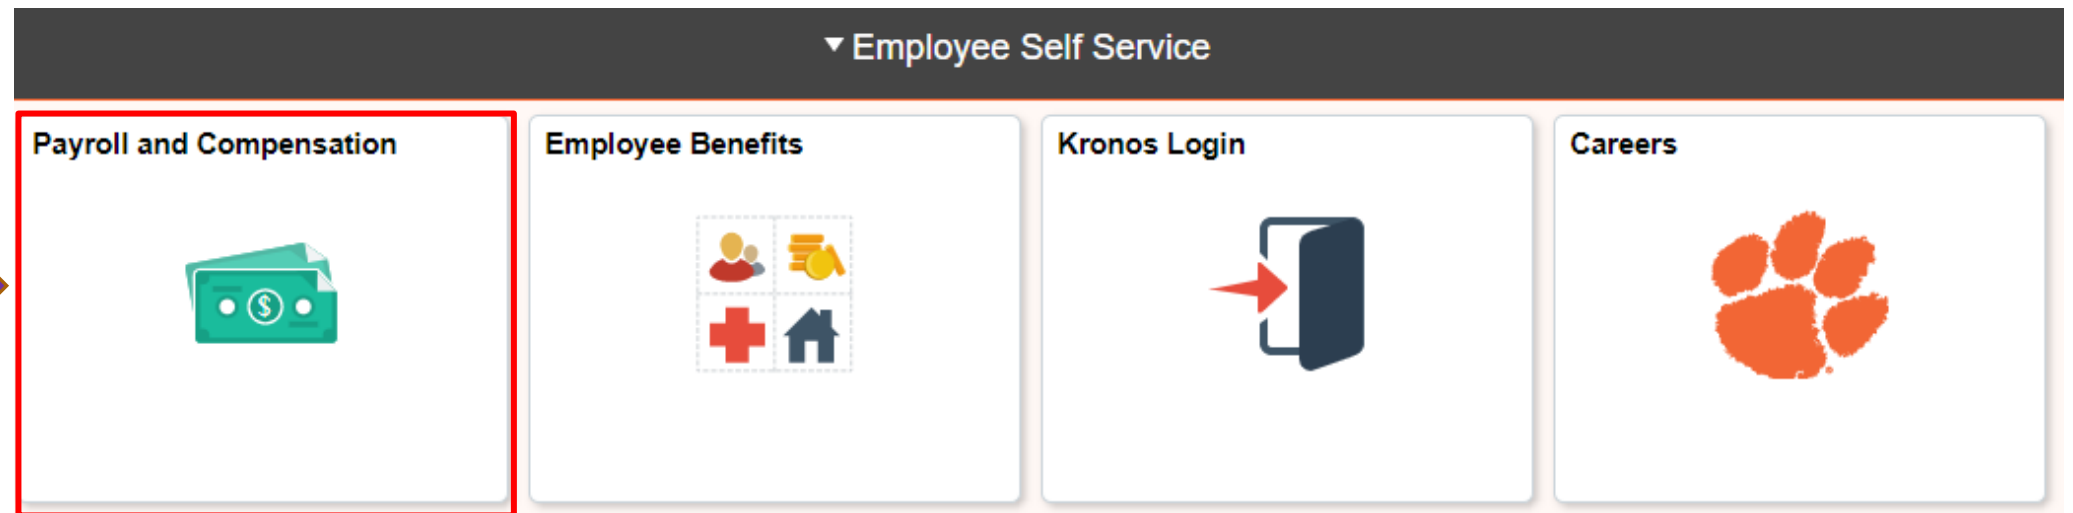 Employee Self Service
Payroll and Compensation
Employee Benefits
Kronos Login
Careers
$